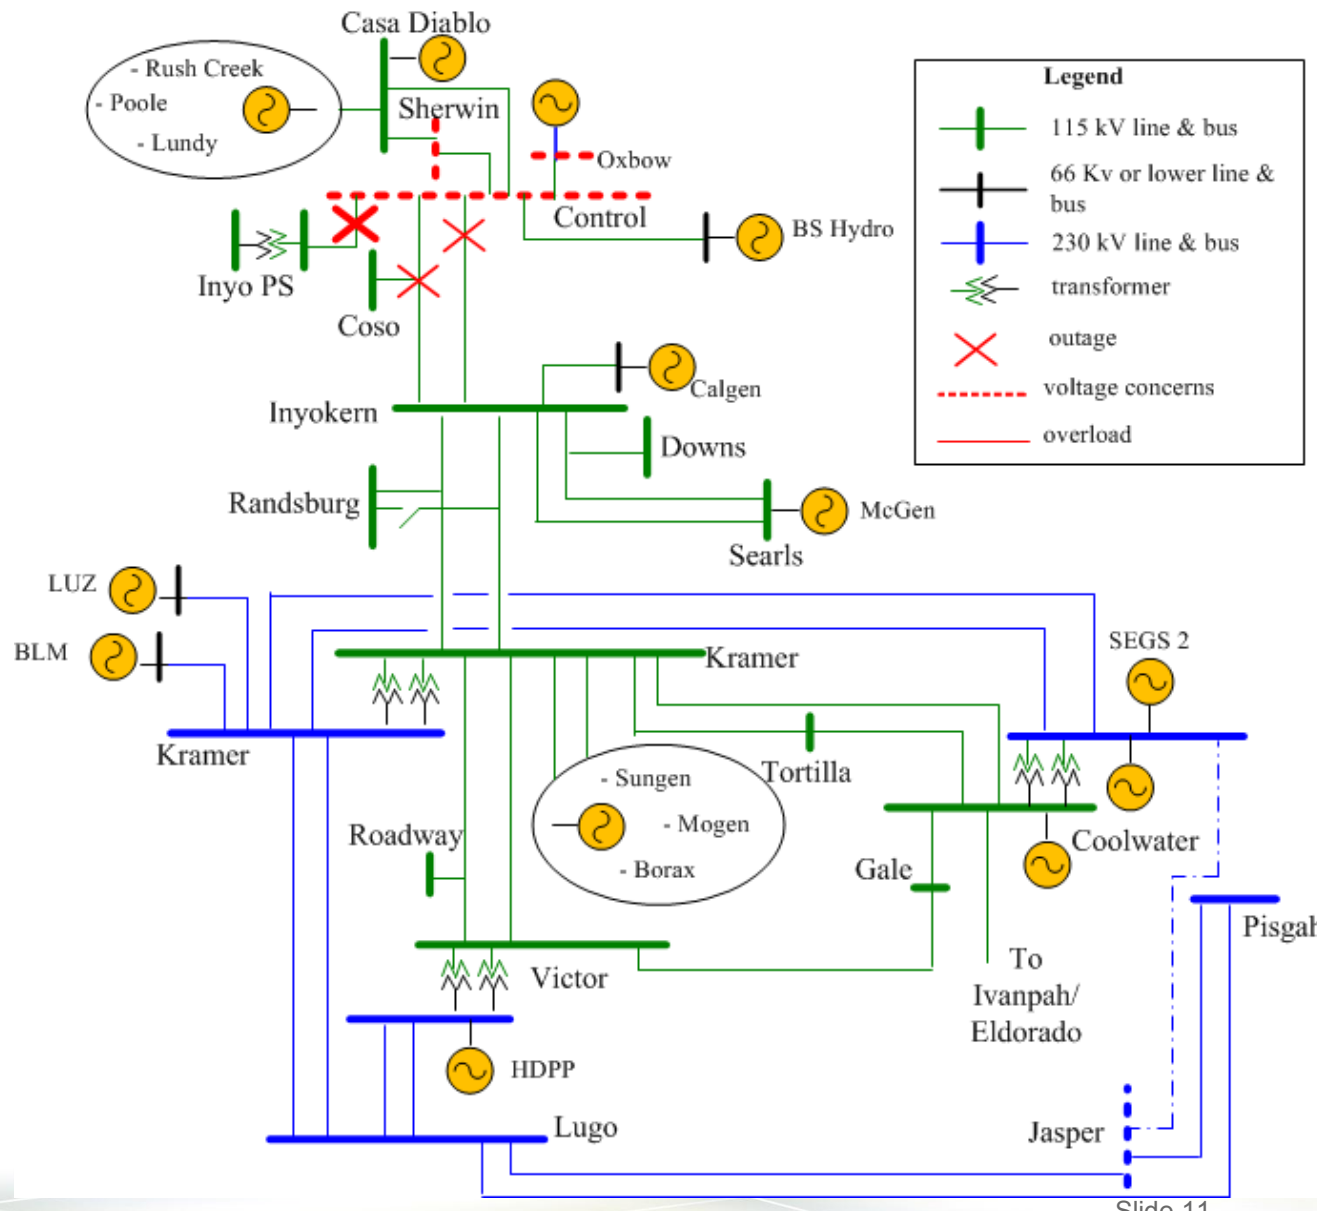 Casa Diablo
- Rush Creek
- Poole
- Lundy
Sherwin
Oxbow
Control
BS Hydro
Inyo PS
Coso
Legend
115 kV line & bus
66 Kv or lower line &
bus
230 kV line & bus
transformer
outage
voltage concerns
overload
Calgen
Inyokern
Downs
Randsburg
McGen
Searls
LUZ
BLM
SEGS 2
Kramer
Kramer
Tortilla
- Sungen
- Mogen
- Borax
Roadway
Coolwater
Gale
Pisgah
Victor
To
Ivanpah/
Eldorado
HDPP
Lugo
Jasper
Slide 11